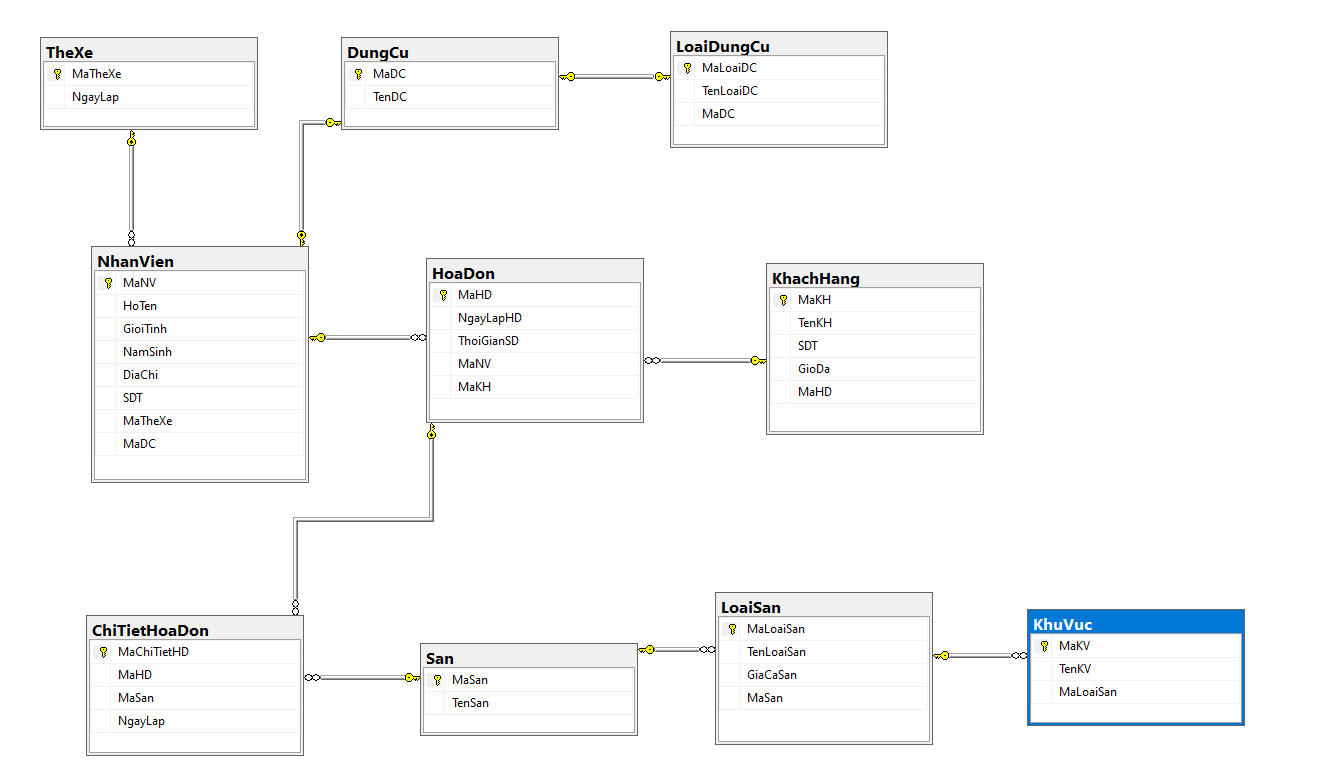 TheXe
MaTheXe
NgayLap
DungCu
MaDC
TenDC
LoaiDungCu
MaLoaiDC
TenLoaiDC
MaDC
NhanVien
MaNV
HoTen
GioiTinh
NamSinh
DiaChi
SDT
MaTheXe
MaDC
HoaDon
MaHD
NgayLapHD
ThoiGianSD
MaNV
MaKH
KhachHang
MaKH
TenKH
SDT
GioDa
MaHD
ChiTietHoaDon
MaChiTietHD
MaHD
MaSan
NgayLap
San
MaSan
TenSan
LoaiSan
MaLoaiSan
TenLoaiSan
GiaCaSan
MaSan
KhuVuc
MaKV
TenKV
MaLoaiSan